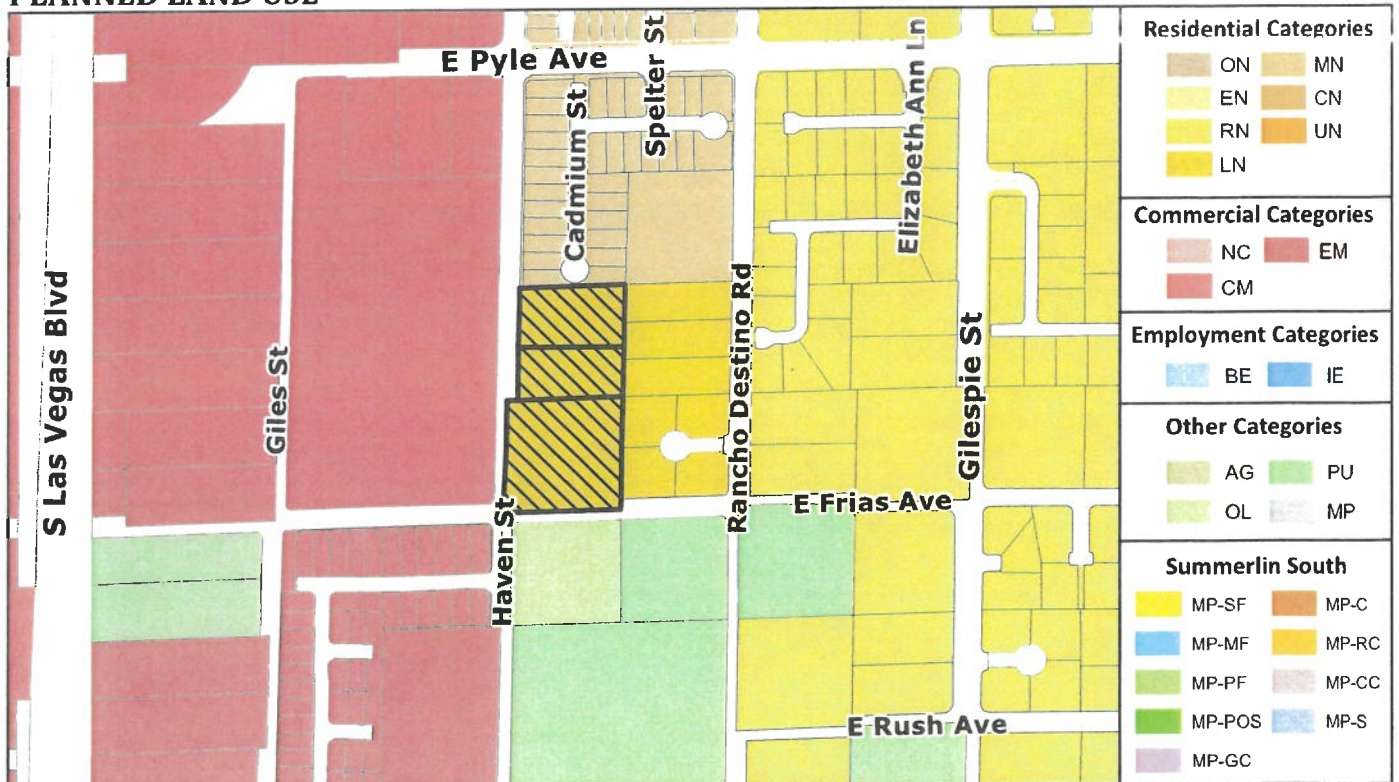 PLANNED LAND USE
E Pyle Ave
Spelter St
Cadmium St
Elizabeth Ann Ln
S Las Vegas Blvd
Giles St
Rancho Destino Rd
Gilespie St
E Frias Ave
Haven St
E Rush Ave
Residential Categories
ON MN
EN CN
RN UN
LN
Commercial Categories
NC EM
CM
Employment Categories
BE IE
Other Categories
AG PU
OL MP
Summerlin South
MP-SF MP-C
MP-MF MP-RC
MP-PF MP-CC
MP-POS MP-S
MP-GC